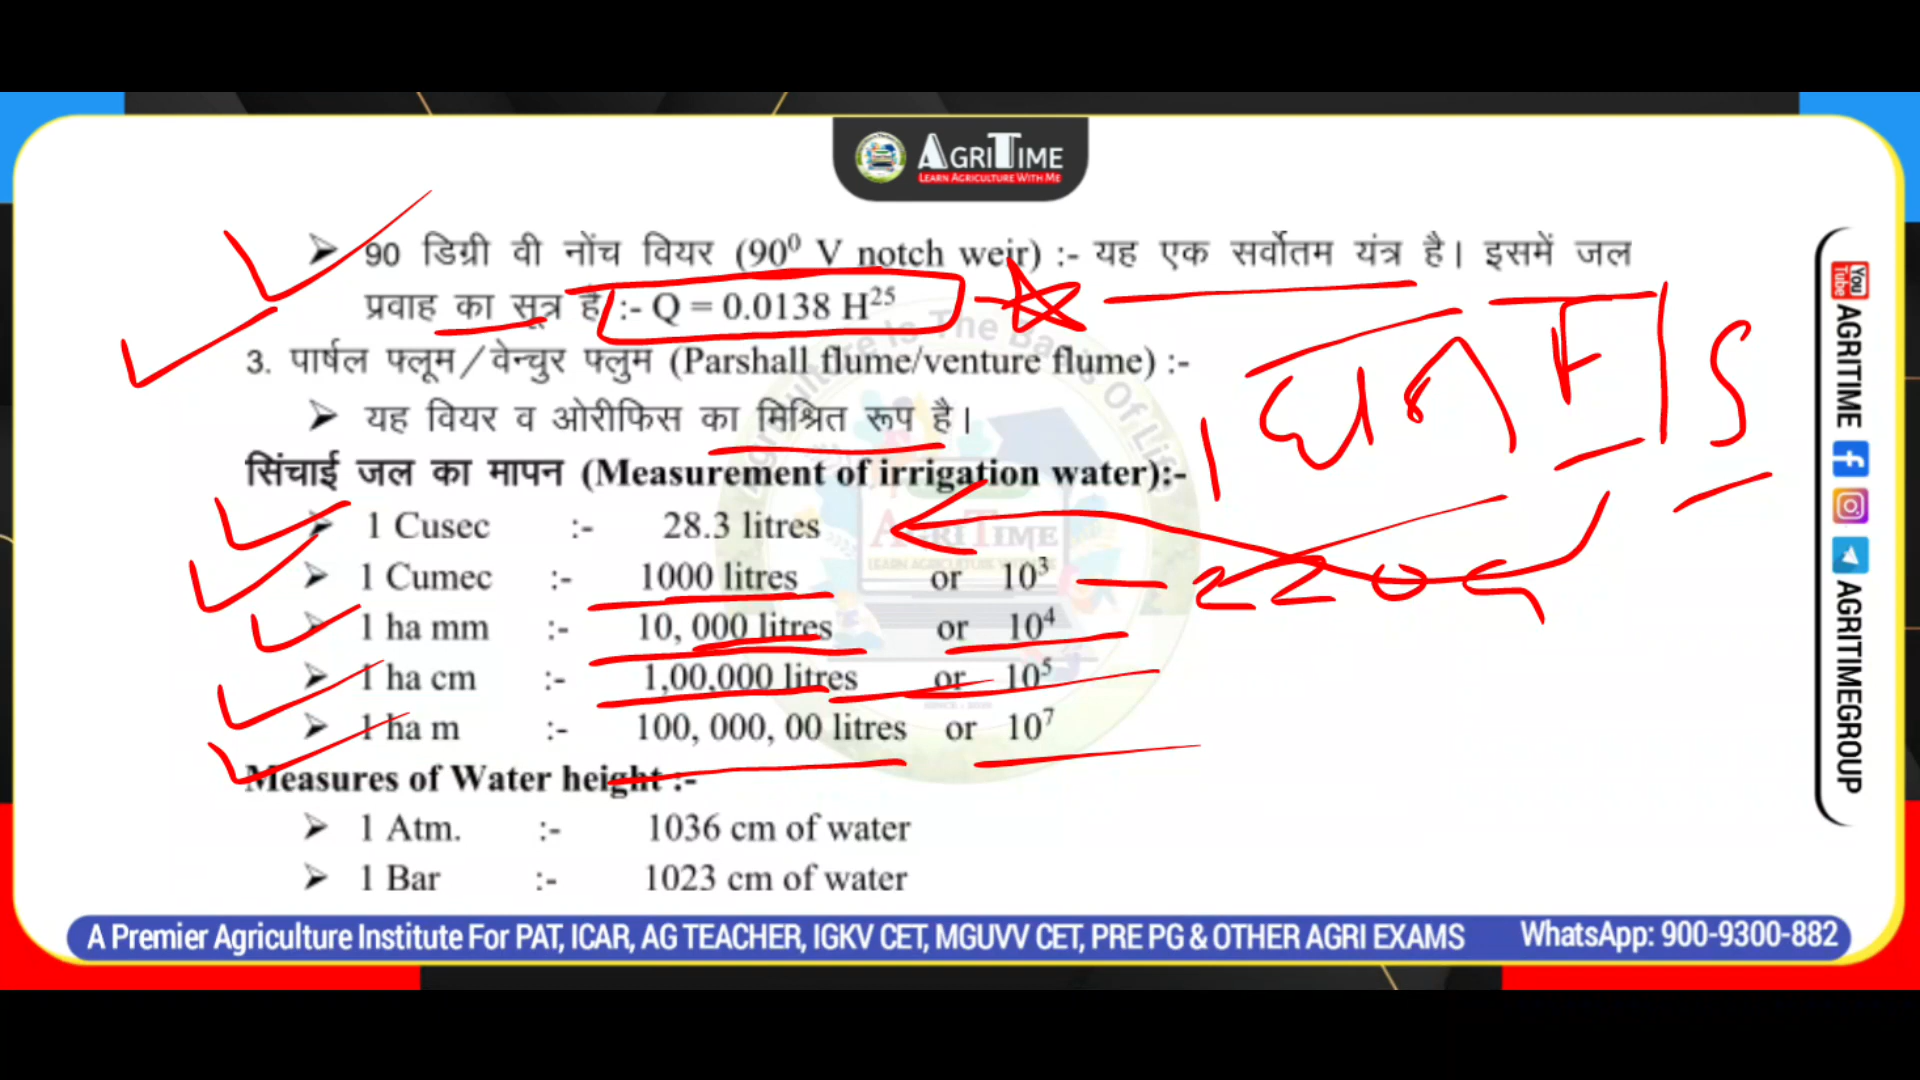 AGRITIME
LEARN AGRICULTURE WITH ME
➤ 90 डिग्री वी नोंच वियर (90⁰ V notch weir) :- यह एक सर्वोतम यंत्र है। इसमें जल
प्रवाह का सूत्र है :- Q = 0.0138 H²⁵
3. पार्षल फ्लूम/वेन्चुर फ्लुम (Parshall flume/venture flume) :-
➤ यह वियर व ओरीफिस का मिश्रित रूप है।
1 घन F/S
सिंचाई जल का मापन (Measurement of irrigation water):-
➤ 1 Cusec :- 28.3 litres
➤ 1 Cumec :- 1000 litres or 10³
➤ 1 ha mm :- 10, 000 litres or 10⁴
➤ 1 ha cm :- 1,00,000 litres or 10⁵
➤ 1 ha m :- 100, 000, 00 litres or 10⁷
Measures of Water height :-
➤ 1 Atm. :- 1036 cm of water
➤ 1 Bar :- 1023 cm of water
A Premier Agriculture Institute For PAT, ICAR, AG TEACHER, IGKV CET, MGUVV CET, PRE PG & OTHER AGRI EXAMS WhatsApp: 900-9300-882
You Tube AGRITIME
AGRITIMEGROUP